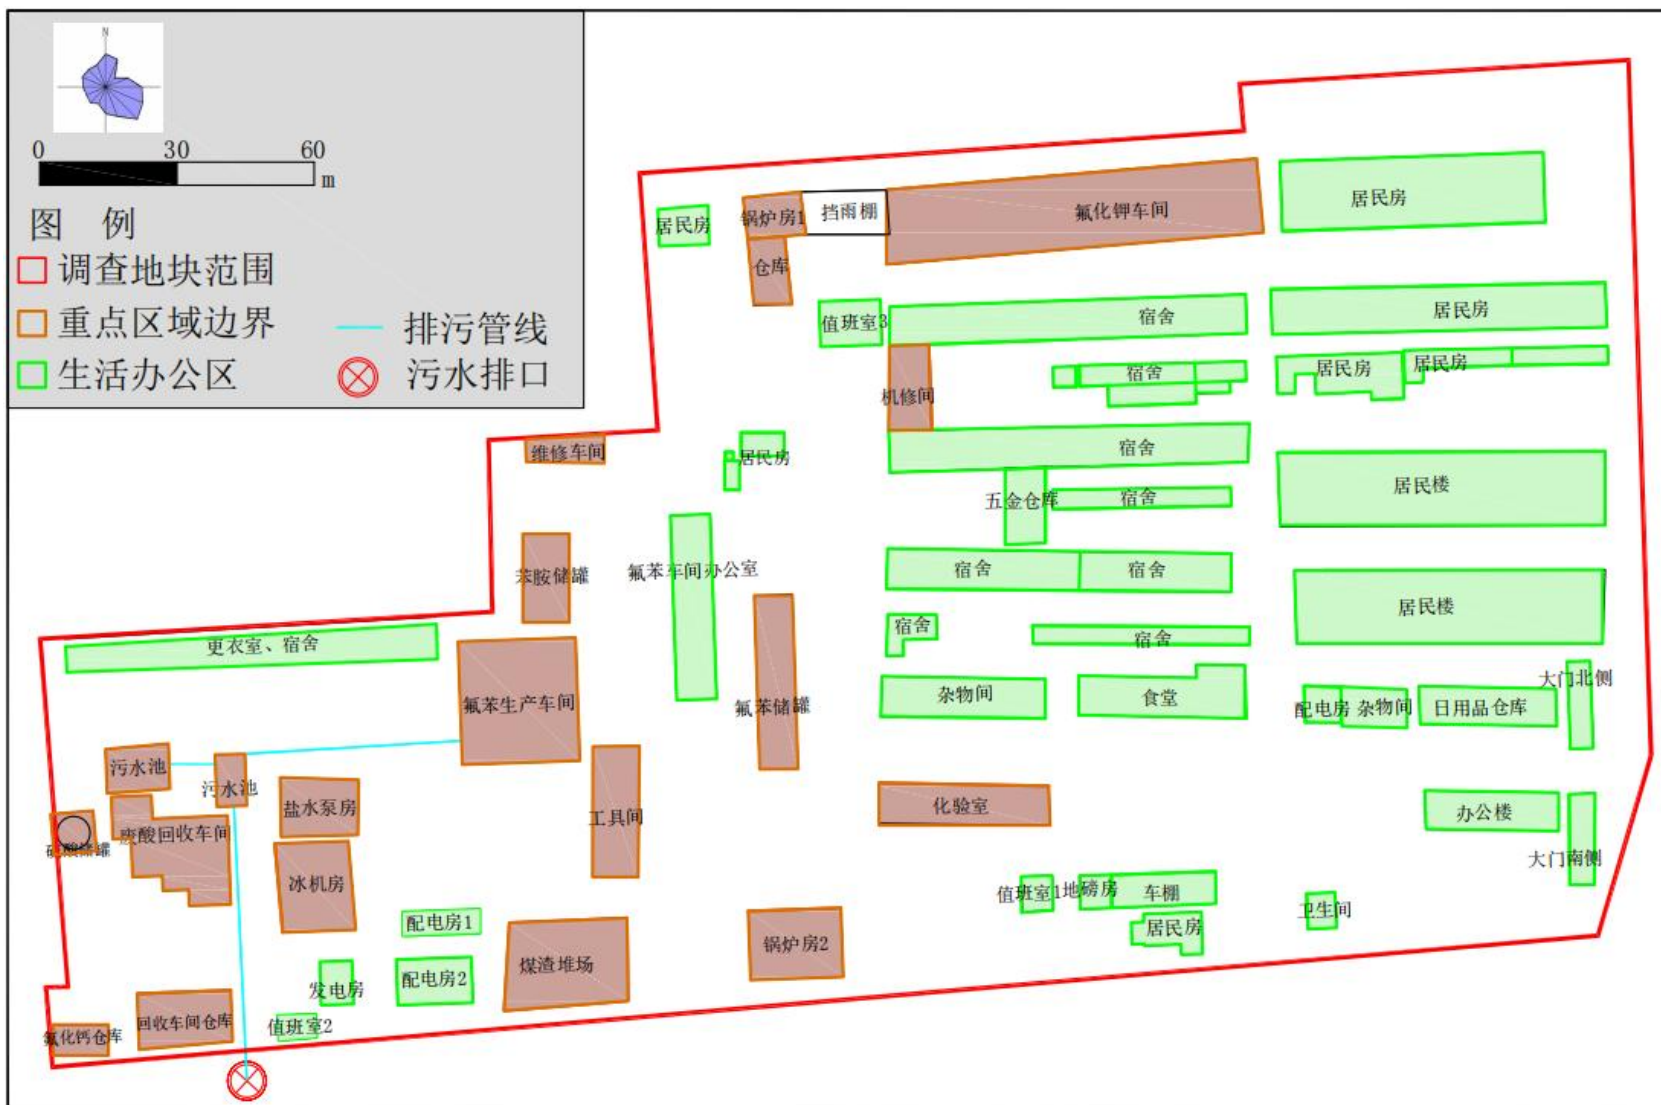 N
0 30 60
m
图 例
调查地块范围
重点区域边界
排污管线
生活办公区
污水排口
居民房
锅炉房1
挡雨棚
氟化钾车间
居民房
仓库
值班室3
宿舍
居民房
宿舍
居民房
居民房
机修间
维修车间
居民房
宿舍
居民楼
五金仓库
宿舍
苯胺储罐
氟苯车间办公室
宿舍
宿舍
居民楼
更衣室、宿舍
宿舍
宿舍
氟苯生产车间
氟苯储罐
杂物间
食堂
配电房
杂物间
日用品仓库
大门北侧
污水池
污水池
盐水泵房
工具间
化验室
办公楼
硫酸储罐
废酸回收车间
冰机房
大门南侧
值班室1
地磅房
车棚
卫生间
配电房1
居民房
煤渣堆场
锅炉房2
发电房
配电房2
氟化钙仓库
回收车间仓库
值班室2